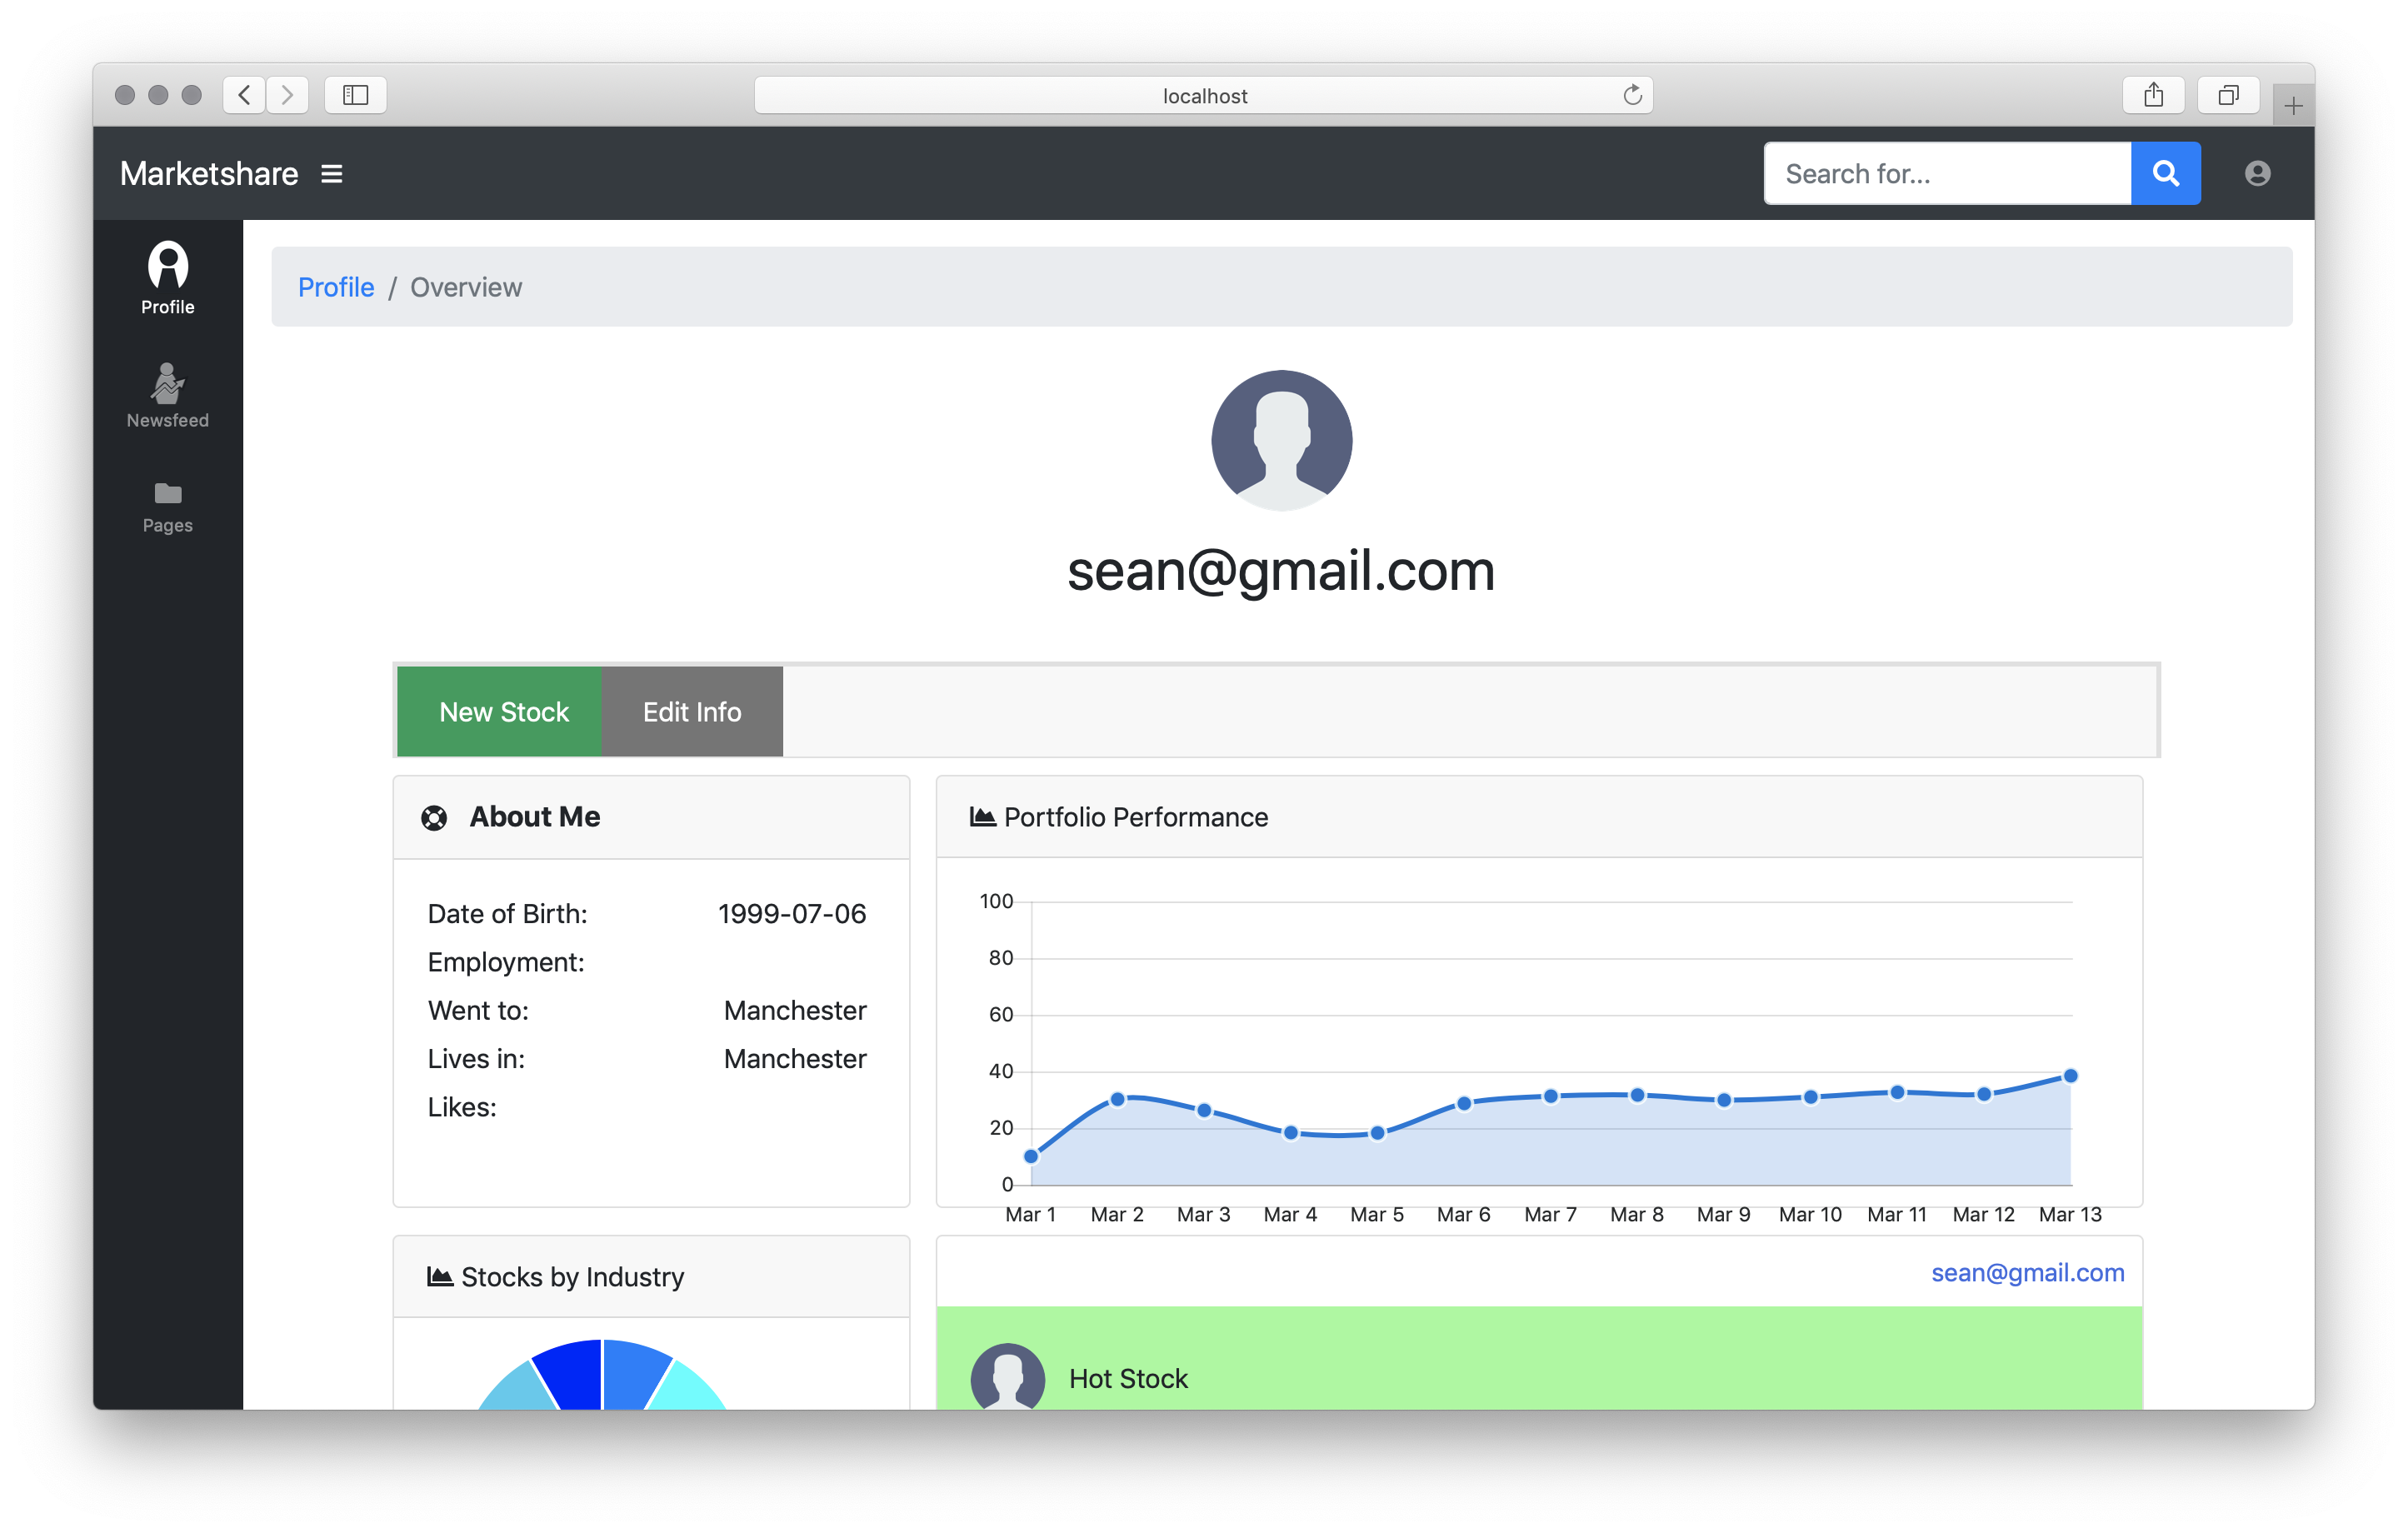 localhost
Marketshare
Search for...
Profile
Newsfeed
Pages
Profile / Overview
sean@gmail.com
New Stock
Edit Info
About Me
Date of Birth: 1999-07-06
Employment:
Went to: Manchester
Lives in: Manchester
Likes:
Portfolio Performance
100
80
60
40
20
0
Mar 1 Mar 2 Mar 3 Mar 4 Mar 5 Mar 6 Mar 7 Mar 8 Mar 9 Mar 10 Mar 11 Mar 12 Mar 13
Stocks by Industry
sean@gmail.com
Hot Stock